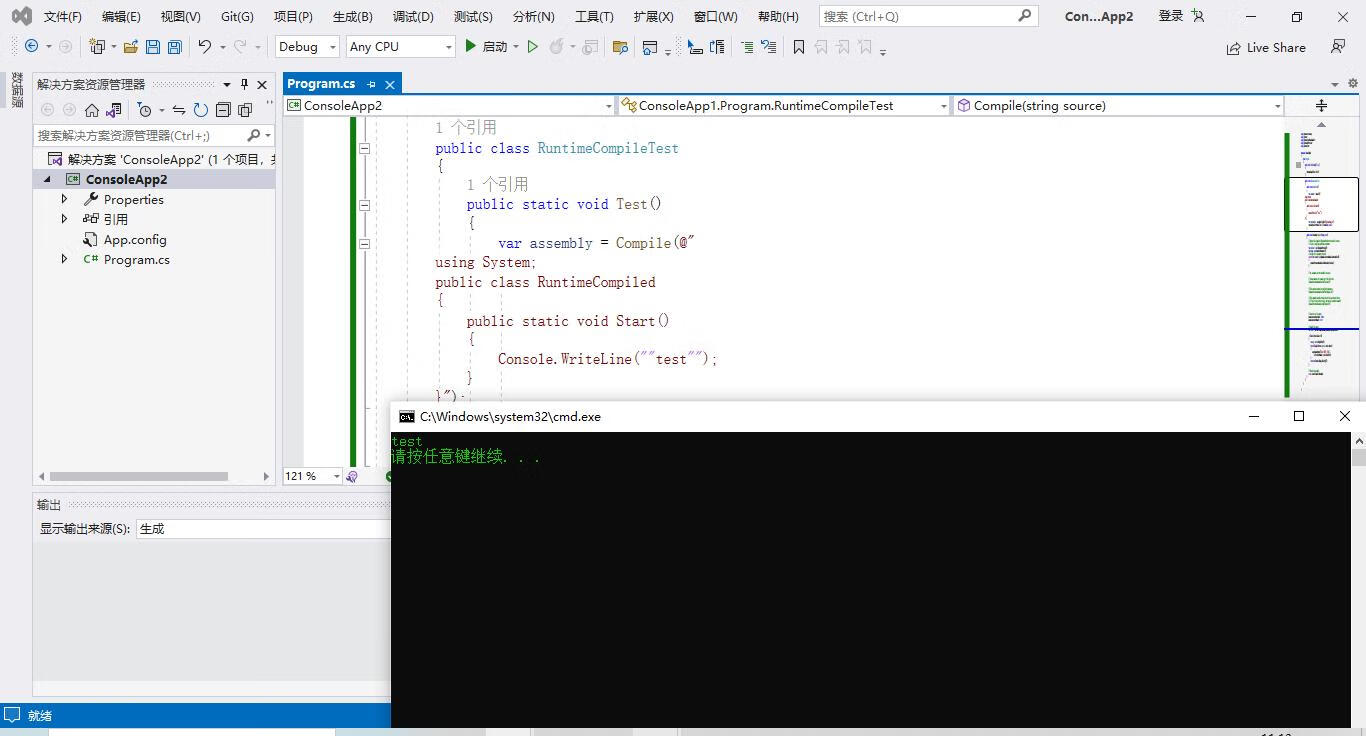 文件(F) 编辑(E) 视图(V) Git(G) 项目(P) 生成(B) 调试(D) 测试(S) 分析(N) 工具(T) 扩展(X) 窗口(W) 帮助(H) 搜索 (Ctrl+Q) Con...App2 登录
Debug Any CPU 启动 Live Share
解决方案资源管理器
Program.cs
ConsoleApp2 ConsoleApp1.Program.RuntimeCompileTest Compile(string source)
搜索解决方案资源管理器(Ctrl+;)
解决方案 'ConsoleApp2' (1 个项目，
ConsoleApp2
Properties
引用
App.config
C# Program.cs
1 个引用
public class RuntimeCompileTest
{
1 个引用
public static void Test()
{
var assembly = Compile(@"
using System;
public class RuntimeCompiled
{
public static void Start()
{
Console.WriteLine(""test"");
}
}");
121 %
输出
显示输出来源(S): 生成
C:\Windows\system32\cmd.exe
test
请按任意键继续. . .
就绪